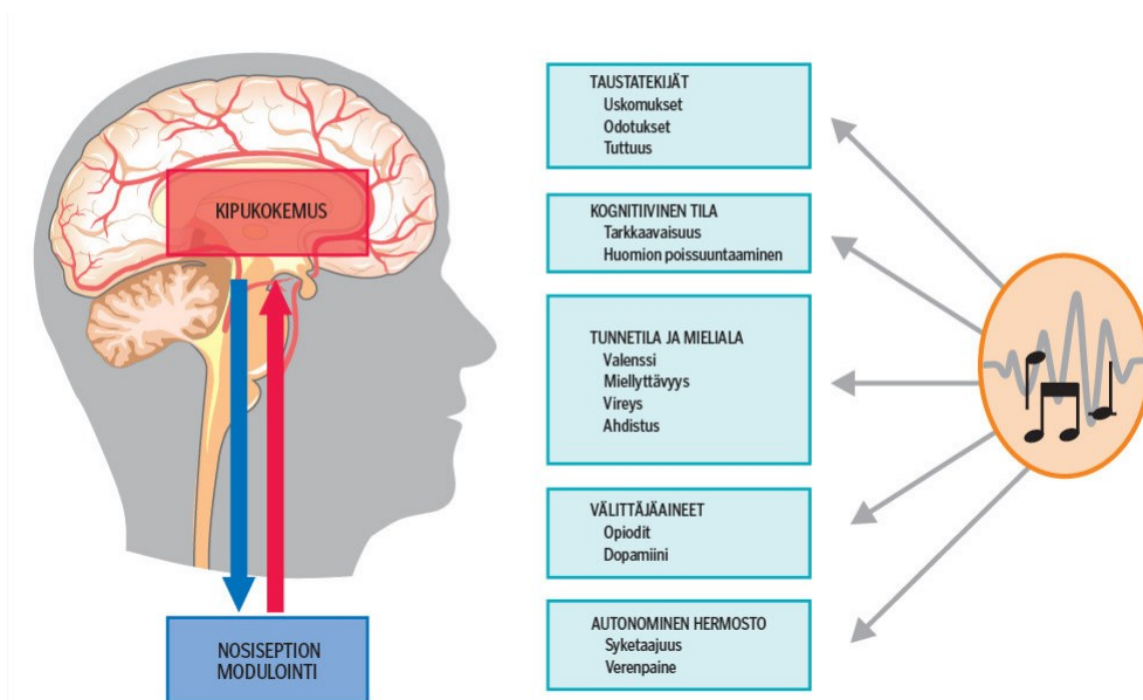 KIPUKOKEMUS
NOSISEPTION
MODULOINTI
TAUSTATEKIJÄT
Uskomukset
Odotukset
Tuttuus
KOGNITIIVINEN TILA
Tarkkaavaisuus
Huomion poissuuntaaminen
TUNNETILA JA MIELIALA
Valenssi
Miellyttävyys
Vireys
Ahdistus
VÄLITTÄJÄAINEET
Opiodit
Dopamiini
AUTONOMINEN HERMOSTO
Syketaajuus
Verenpaine